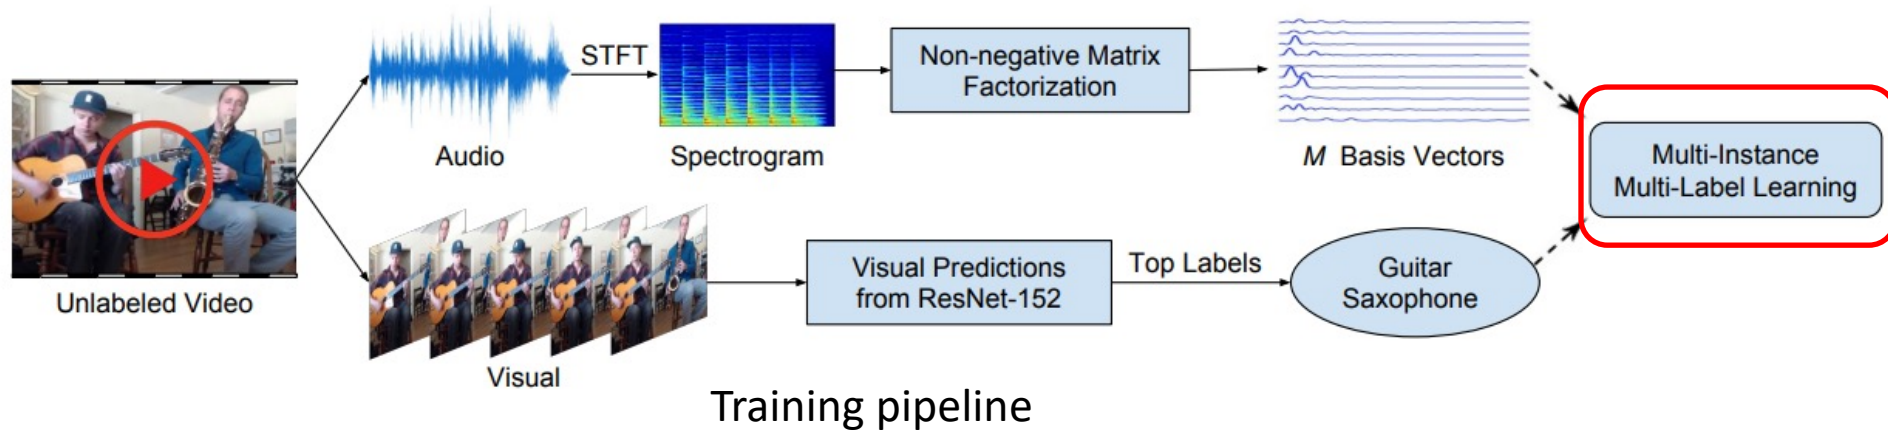 Unlabeled Video
Audio
STFT
Spectrogram
Non-negative Matrix
Factorization
M Basis Vectors
Visual
Visual Predictions
from ResNet-152
Top Labels
Guitar
Saxophone
Multi-Instance
Multi-Label Learning
Training pipeline